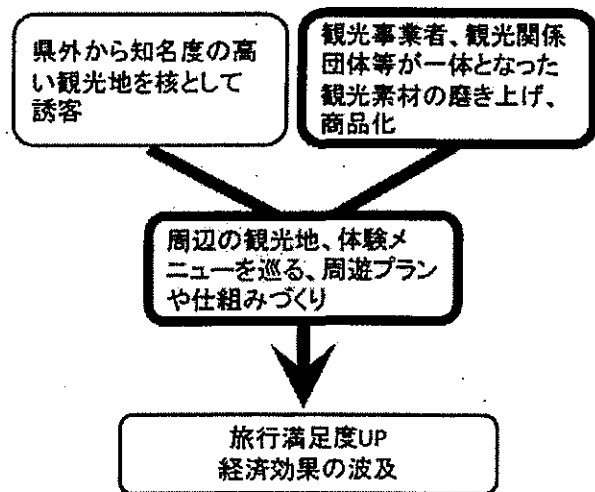 県外から知名度の高
い観光地を核として
誘客
観光事業者、観光関係
団体等が一体となった
観光素材の磨き上げ、
商品化
周辺の観光地、体験メ
ニューを巡る、周遊プラン
や仕組みづくり
旅行満足度UP
経済効果の波及